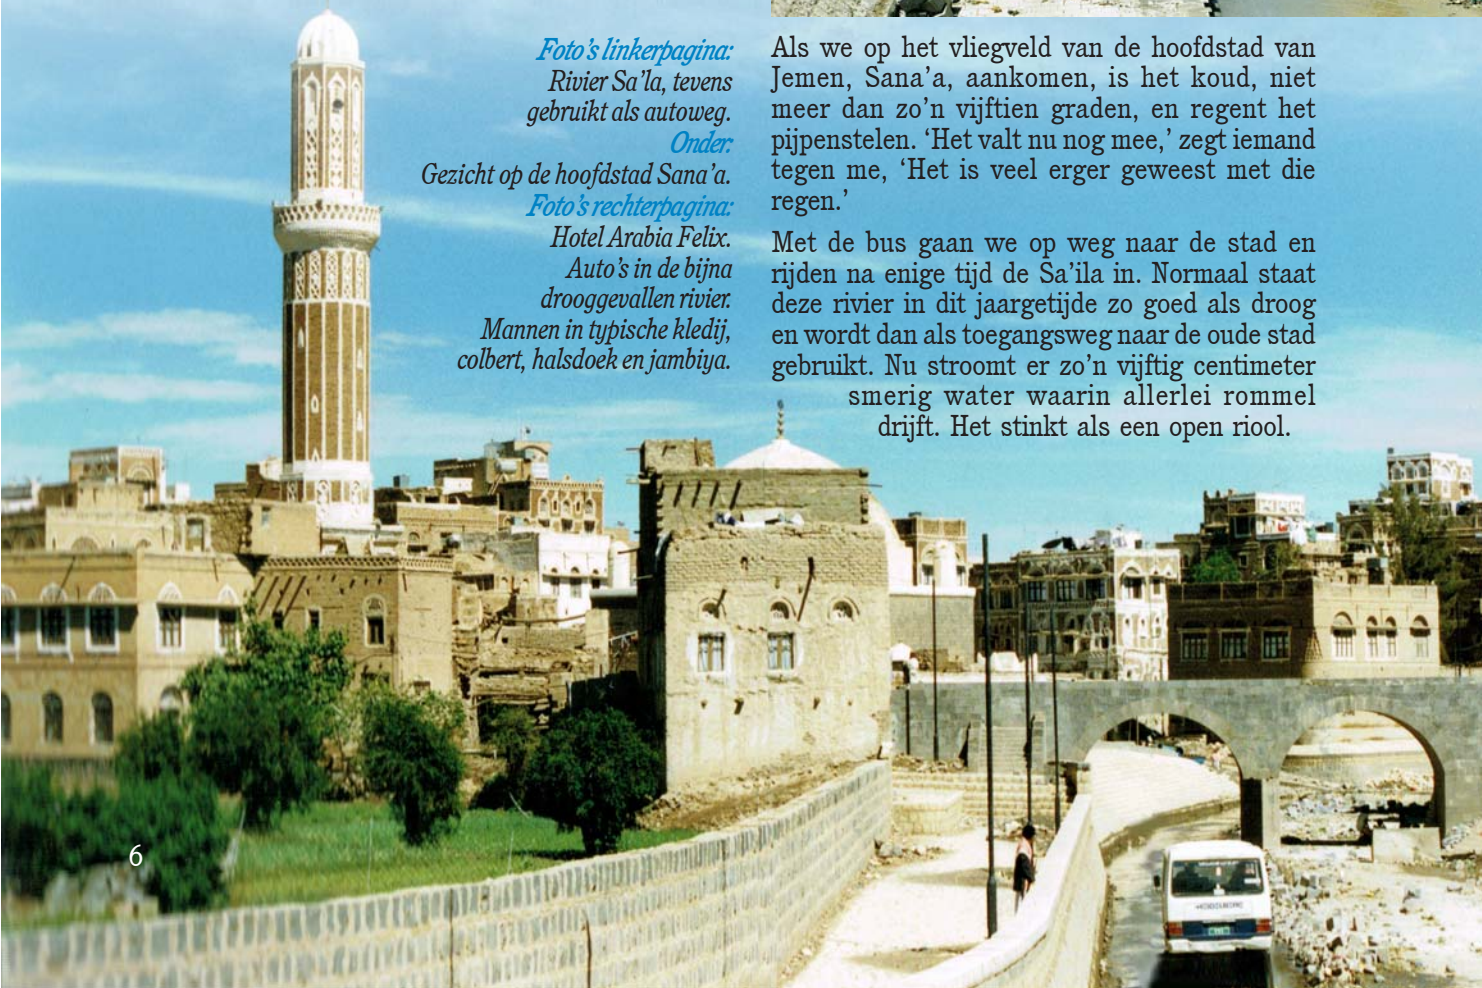 Foto's linkerpagina:
Rivier Sa'la, tevens
gebruikt als autoweg.
Onder:
Gezicht op de hoofdstad Sana'a.
Foto's rechterpagina:
Hotel Arabia Felix.
Auto's in de bijna
drooggevallen rivier.
Mannen in typische kledij,
colbert, halsdoek en jambiya.
Als we op het vliegveld van de hoofdstad van
Jemen, Sana'a, aankomen, is het koud, niet
meer dan zo'n vijftien graden, en regent het
pijpenstelen. ‘Het valt nu nog mee,’ zegt iemand
tegen me, ‘Het is veel erger geweest met die
regen.’
Met de bus gaan we op weg naar de stad en
rijden na enige tijd de Sa'ila in. Normaal staat
deze rivier in dit jaargetijde zo goed als droog
en wordt dan als toegangsweg naar de oude stad
gebruikt. Nu stroomt er zo'n vijftig centimeter
smerig water waarin allerlei rommel
drijft. Het stinkt als een open riool.
6